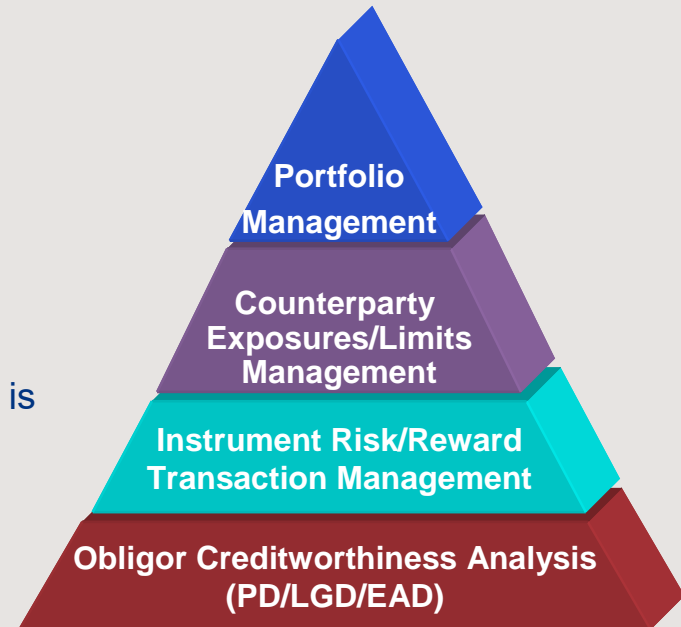 Portfolio
Management
Counterparty
Exposures/Limits
Management
is
Instrument Risk/Reward
Transaction Management
Obligor Creditworthiness Analysis
(PD/LGD/EAD)